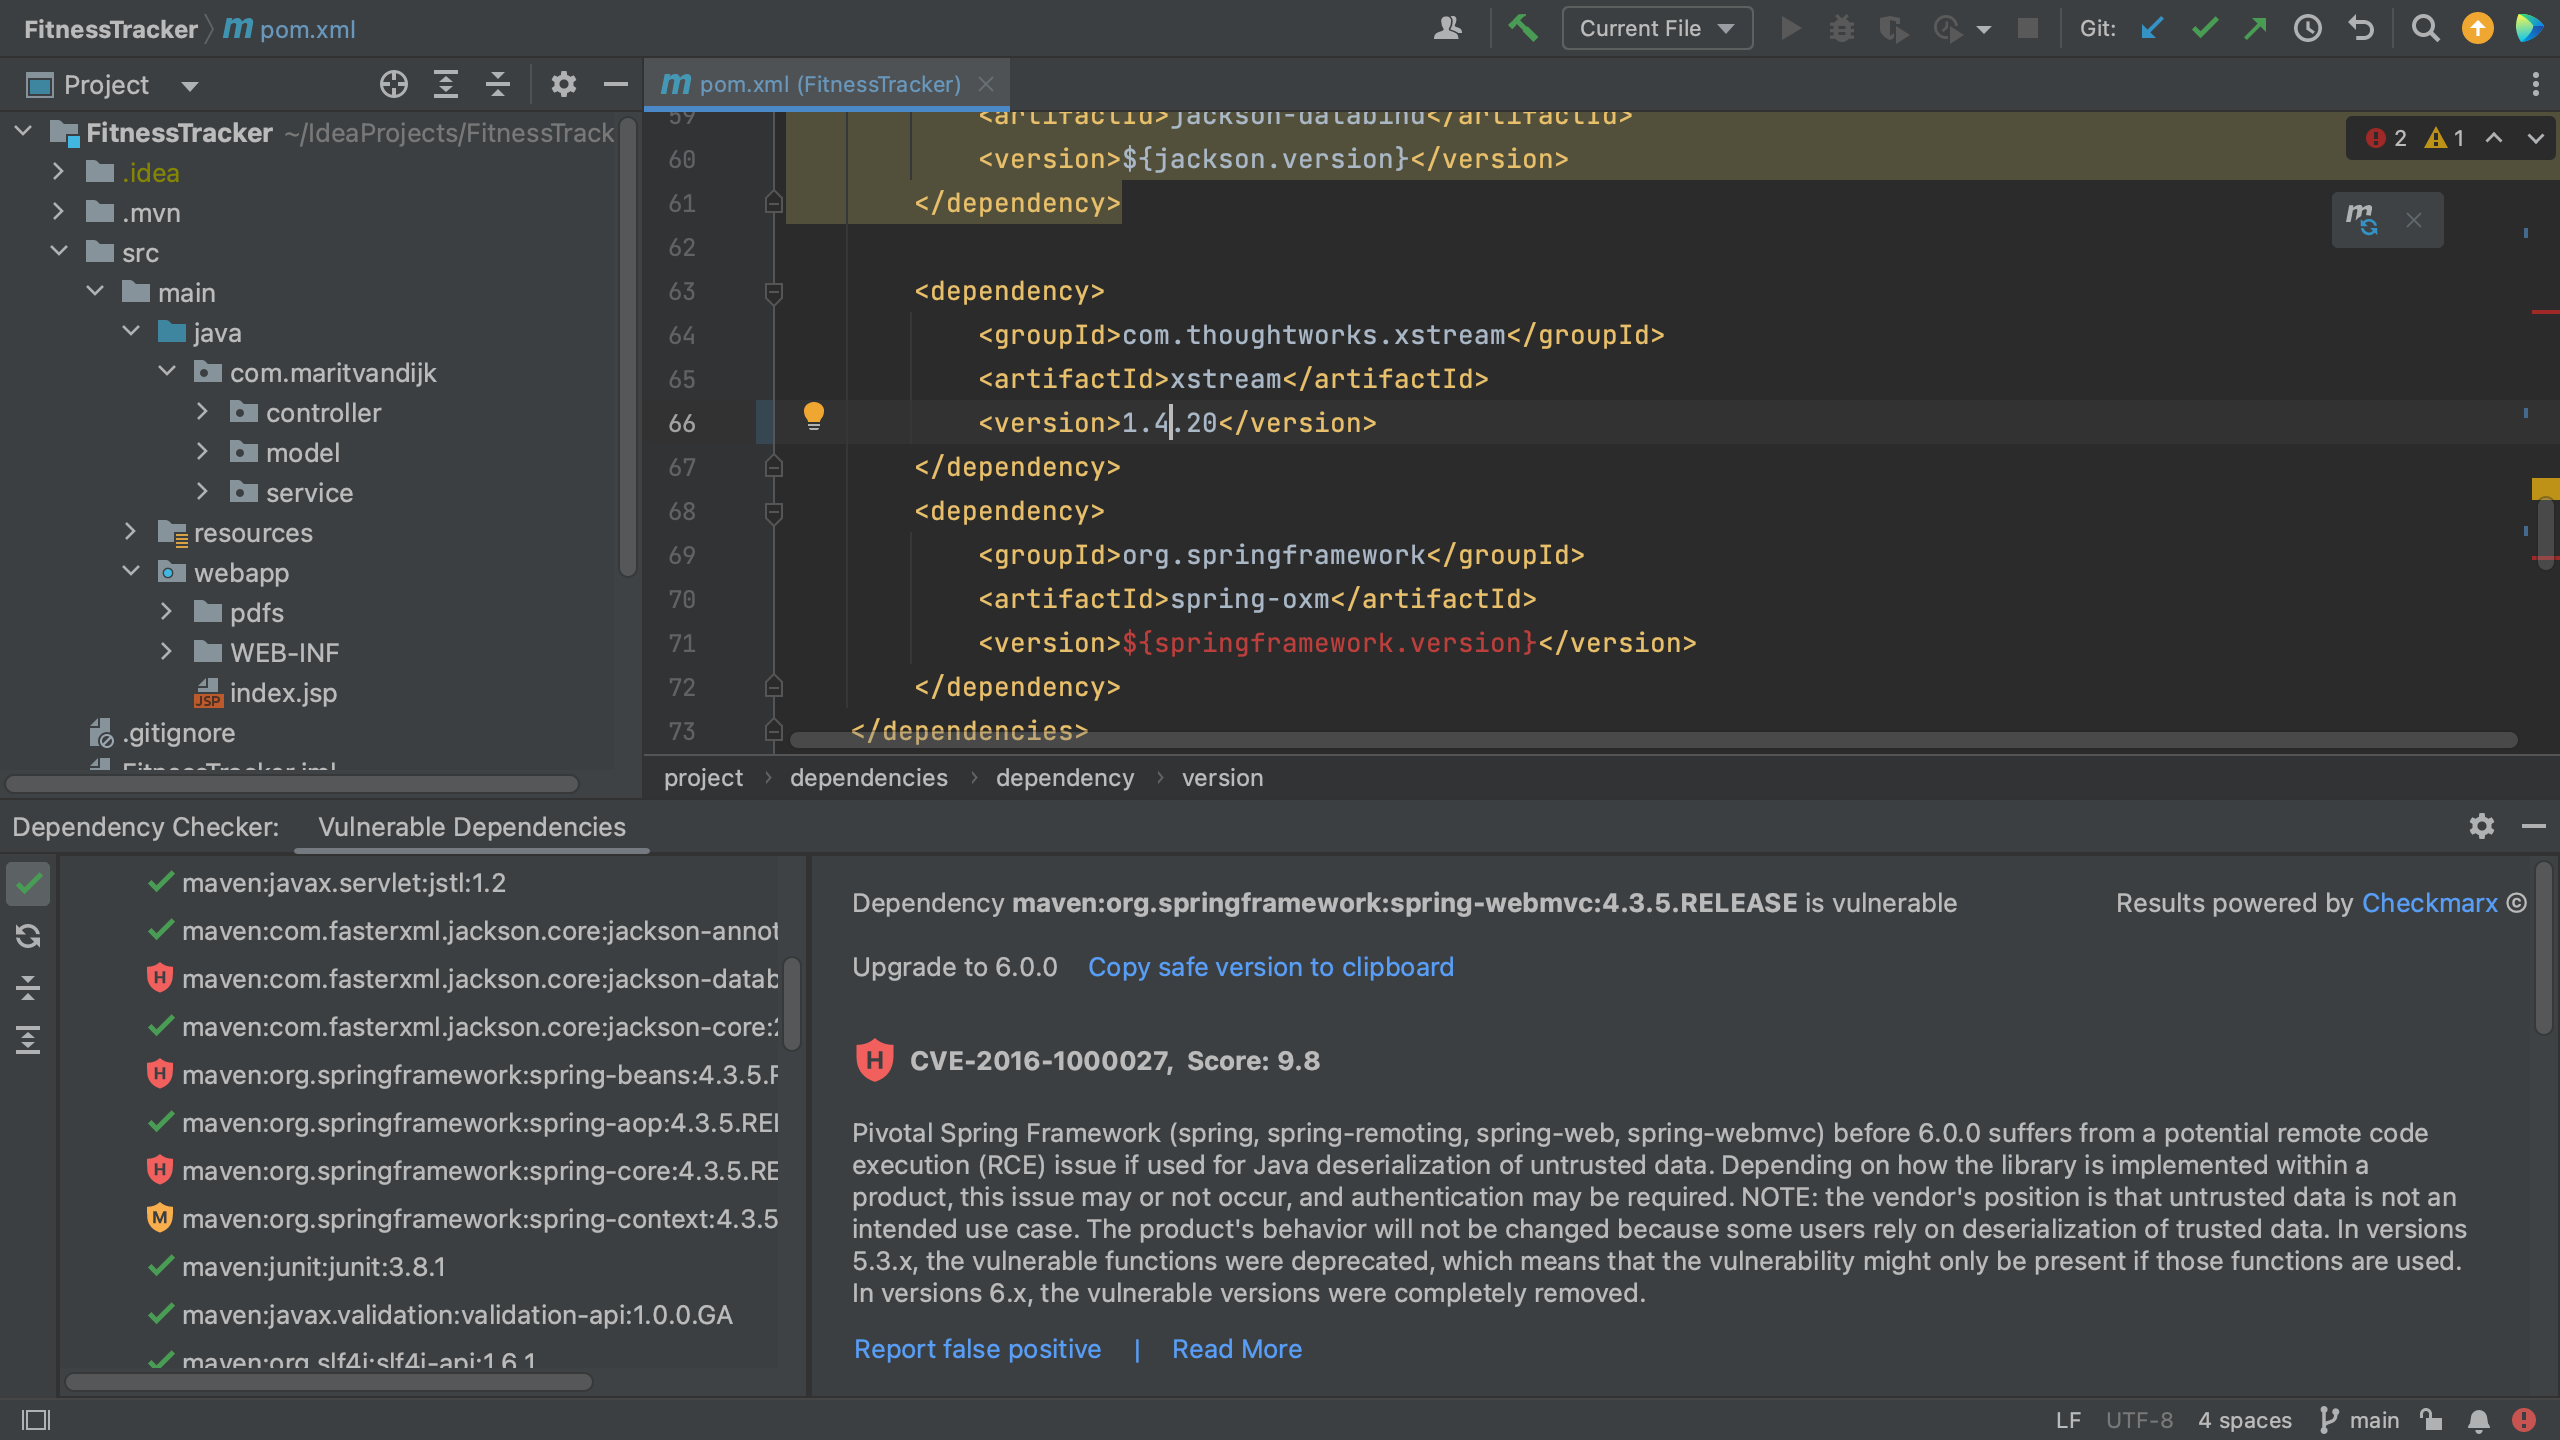 FitnessTracker
m pom.xml
Current File
Git:
Project
m pom.xml (FitnessTracker)
FitnessTracker ~/IdeaProjects/FitnessTrack
.idea
.mvn
src
main
java
com.maritvandijk
controller
model
service
resources
webapp
pdfs
WEB-INF
JSP index.jsp
.gitignore
FitnessTracker.iml
59 <artifactId>jackson-databind</artifactId>
60 <version>${jackson.version}</version>
61 </dependency>
62
63 <dependency>
64 <groupId>com.thoughtworks.xstream</groupId>
65 <artifactId>xstream</artifactId>
66 <version>1.4.20</version>
67 </dependency>
68 <dependency>
69 <groupId>org.springframework</groupId>
70 <artifactId>spring-oxm</artifactId>
71 <version>${springframework.version}</version>
72 </dependency>
73 </dependencies>
2 1
m
project dependencies dependency version
Dependency Checker: Vulnerable Dependencies
maven:javax.servlet:jstl:1.2
maven:com.fasterxml.jackson.core:jackson-annot
H maven:com.fasterxml.jackson.core:jackson-datab
maven:com.fasterxml.jackson.core:jackson-core:2
H maven:org.springframework:spring-beans:4.3.5.R
maven:org.springframework:spring-aop:4.3.5.REL
H maven:org.springframework:spring-core:4.3.5.RE
M maven:org.springframework:spring-context:4.3.5
maven:junit:junit:3.8.1
maven:javax.validation:validation-api:1.0.0.GA
maven:org.slf4j:slf4j-api:1.6.1
Dependency maven:org.springframework:spring-webmvc:4.3.5.RELEASE is vulnerable
Results powered by Checkmarx ©
Upgrade to 6.0.0 Copy safe version to clipboard
H CVE-2016-1000027, Score: 9.8
Pivotal Spring Framework (spring, spring-remoting, spring-web, spring-webmvc) before 6.0.0 suffers from a potential remote code
execution (RCE) issue if used for Java deserialization of untrusted data. Depending on how the library is implemented within a
product, this issue may or not occur, and authentication may be required. NOTE: the vendor's position is that untrusted data is not an
intended use case. The product's behavior will not be changed because some users rely on deserialization of trusted data. In versions
5.3.x, the vulnerable functions were deprecated, which means that the vulnerability might only be present if those functions are used.
In versions 6.x, the vulnerable versions were completely removed.
Report false positive | Read More
LF UTF-8 4 spaces main